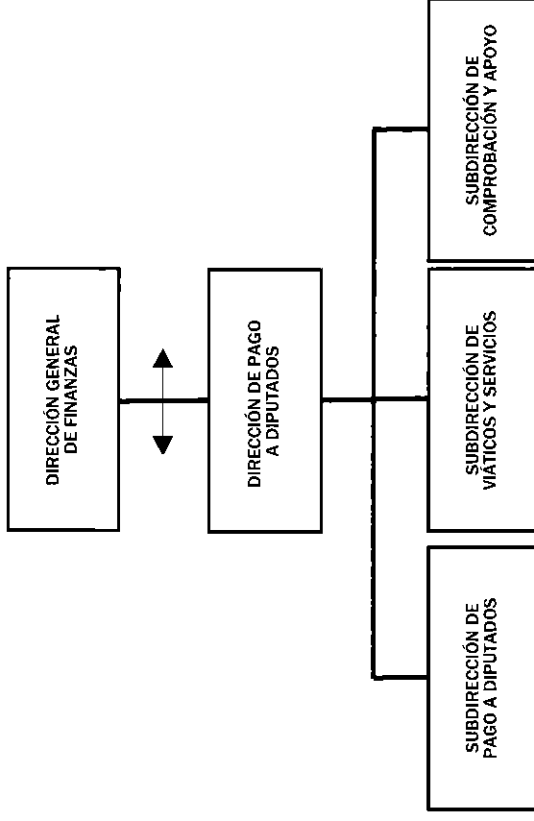 DIRECCIÓN GENERAL
DE FINANZAS
DIRECCIÓN DE PAGO
A DIPUTADOS
SUBDIRECCIÓN DE
PAGO A DIPUTADOS
SUBDIRECCIÓN DE
VIÁTICOS Y SERVICIOS
SUBDIRECCIÓN DE
COMPROBACIÓN Y APOYO